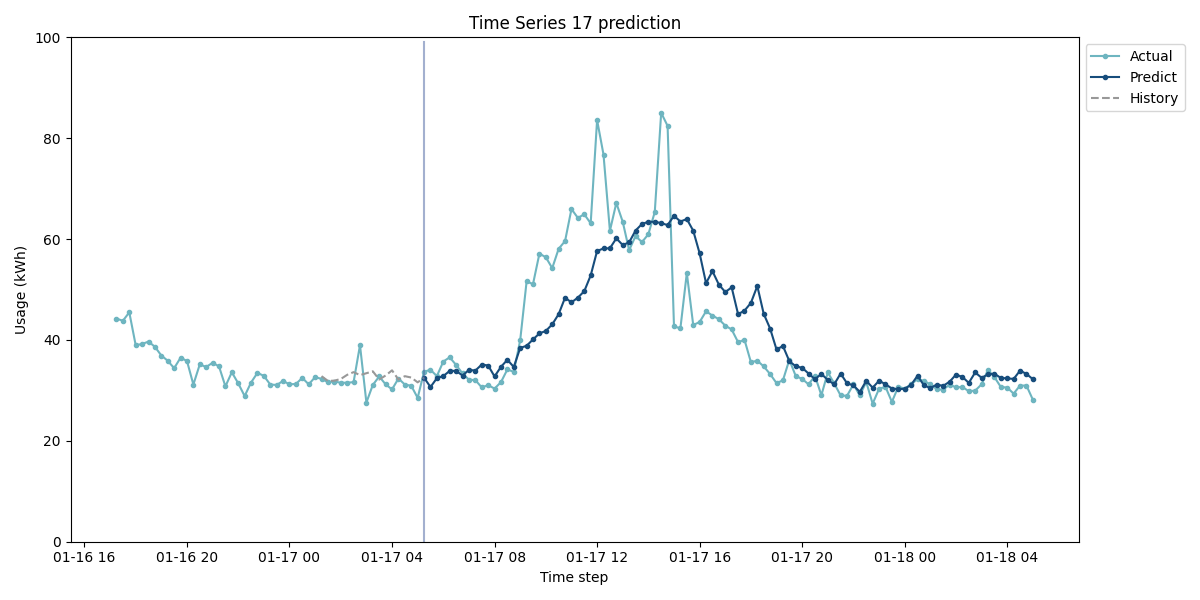 Time Series 17 prediction
100
80
60
40
20
0
Usage (kWh)
01-16 16 01-16 20 01-17 00 01-17 04 01-17 08 01-17 12 01-17 16 01-17 20 01-18 00 01-18 04
Time step
Actual
Predict
History